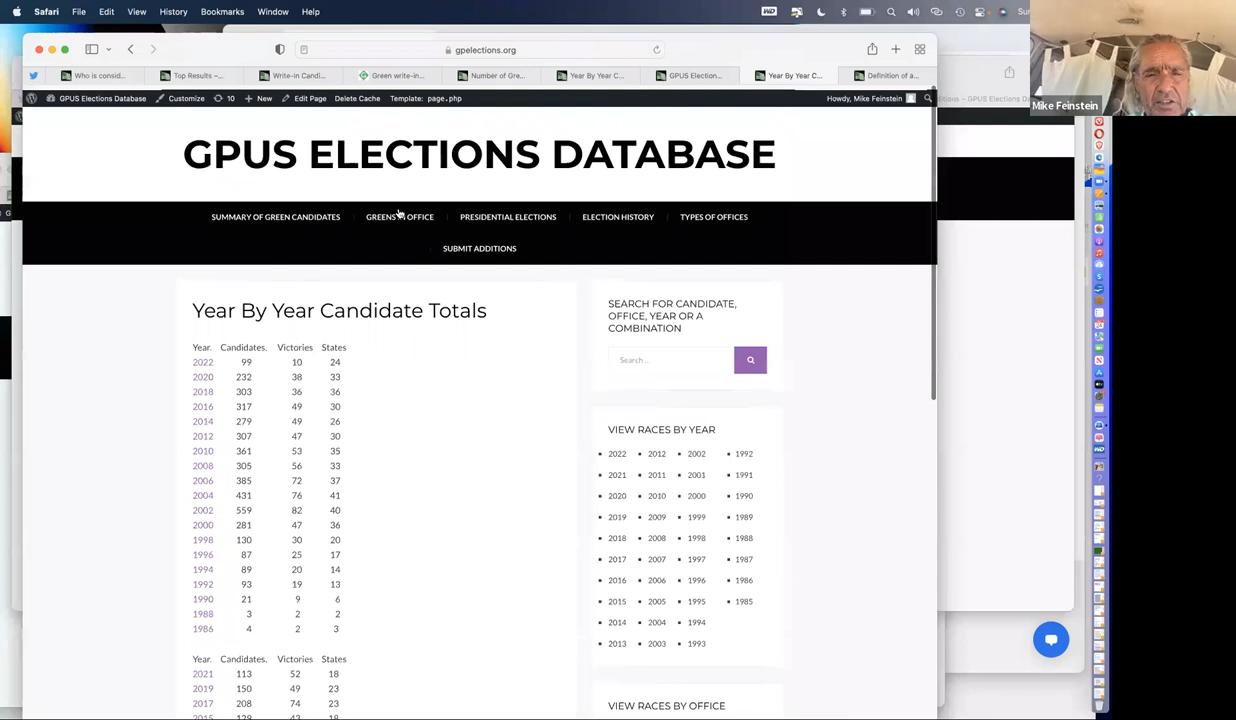 Safari File Edit View History Bookmarks Window Help
gpelections.org
Who is consid... Top Results –... Write-In Candi... Green write-in... Number of Gre... Year By Year C... GPUS Election... Year By Year C... Definition of a...
GPUS Elections Database Customize 10 New Edit Page Delete Cache Template: page.php Howdy, Mike Feinstein
Mike Feinstein
GPUS ELECTIONS DATABASE
SUMMARY OF GREEN CANDIDATES GREENS OFFICE PRESIDENTIAL ELECTIONS ELECTION HISTORY TYPES OF OFFICES
SUBMIT ADDITIONS
Year By Year Candidate Totals
Year. Candidates. Victories States
2022 99 10 24
2020 232 38 33
2018 303 36 36
2016 317 49 30
2014 279 49 26
2012 307 47 30
2010 361 53 35
2008 305 56 33
2006 385 72 37
2004 431 76 41
2002 559 82 40
2000 281 47 36
1998 130 30 20
1996 87 25 17
1994 89 20 14
1992 93 19 13
1990 21 9 6
1988 3 2 2
1986 4 2 3
Year. Candidates. Victories States
2021 113 52 18
2019 150 49 23
2017 208 74 23
2015 129 43 18
SEARCH FOR CANDIDATE,
OFFICE, YEAR OR A
COMBINATION
Search ...
VIEW RACES BY YEAR
2022 2012 2002 1992
2021 2011 2001 1991
2020 2010 2000 1990
2019 2009 1999 1989
2018 2008 1998 1988
2017 2007 1997 1987
2016 2006 1996 1986
2015 2005 1995 1985
2014 2004 1994
2013 2003 1993
VIEW RACES BY OFFICE